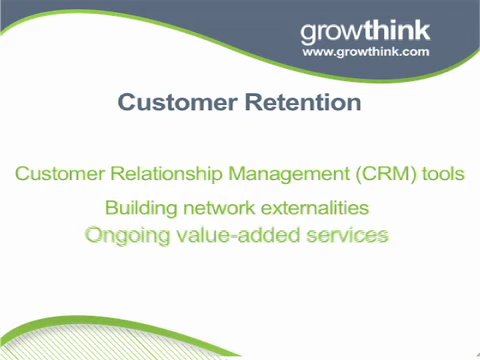 growthink
www.growthink.com
Customer Retention
Customer Relationship Management (CRM) tools
Building network externalities
Ongoing value-added services